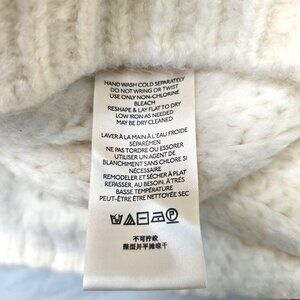 HAND WASH COLD SEPARATELY
DO NOT WRING OR TWIST
USE ONLY NON-CHLORINE
BLEACH
RESHAPE & LAY FLAT TO DRY
LOW IRON AS NEEDED
MAY BE DRY CLEANED
LAVER À LA MAIN À L'EAU FROIDE
SÉPARÉMEN
NE PAS TORDRE OU ESSORER
UTILISER UN AGENT DE
BLANCHIMENT SANS CHLORE SI
NÉCESSAIRE
REMODELER ET SÉCHER À PLAT
REPASSER, AU BESOIN, À TRÈS
BASSE TEMPÉRATURE
PEUT-ÊTRE ÊTRE NETTOYÉ SEC
不可拧绞
整型并平摊晾干